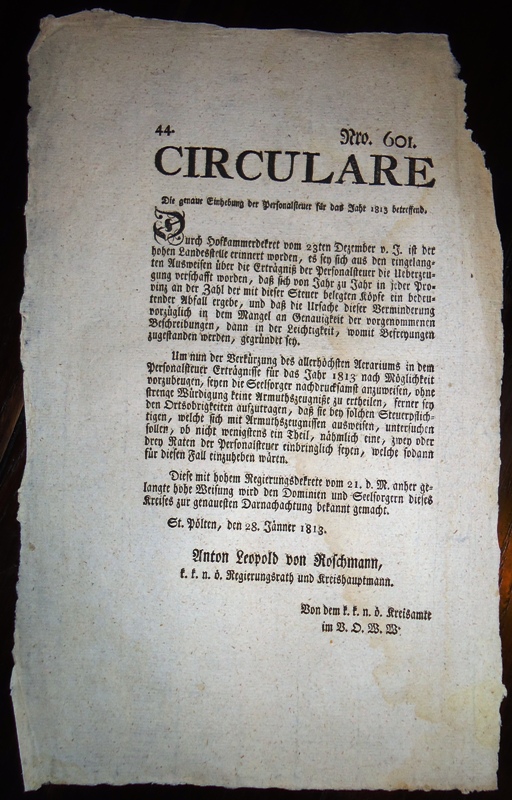 44.
Nro. 601.
CIRCULARE
Die genaue Einhebung der Personalsteuer für das Jahr 1813 betreffend.
Durch Hofkammerdekret vom 23ten Dezember v. J. ist der
hohen Landesstelle erinnert worden, es sey sich aus den eingelang-
ten Ausweisen über die Erträgniß der Personalsteuer die Ueberzeu-
gung verschafft worden, daß sich von Jahr zu Jahr in jeder Pro-
vinz an der Zahl der mit dieser Steuer belegten Köpfe ein bedeu-
tender Abfall ergebe, und daß die Ursache dieser Verminderung
vorzüglich in dem Mangel an Genauigkeit der vorgenommenen
Beschreibungen, dann in der Leichtigkeit, womit Befreyungen
zugestanden werden, gegründet sey.
Um nun der Verkürzung des allerhöchsten Aerariums in dem
Personalsteuer Erträgnisse für das Jahr 1813 nach Möglichkeit
vorzubeugen, seyen die Seelsorger nachdrucksamst anzuweisen, ohne
strenge Würdigung keine Armuthszeugniße zu ertheilen, ferner sey
den Ortsobrigkeiten aufzutragen, daß sie bey solchen Steuerpflich-
tigen, welche sich mit Armuthszeugnissen ausweisen, untersuchen
sollen, ob nicht wenigstens ein Theil, nähmlich eine, zwey oder
drey Raten der Personalsteuer einbringlich seyen, welche sodann
für diesen Fall einzuheben wären.
Diese mit hohem Regierungsdekrete vom 21. d. M. anher ge-
langte hohe Weisung wird den Dominien und Seelsorgern dieses
Kreises zur genauesten Darnachachtung bekannt gemacht.
St. Pölten, den 28. Jänner 1813.
Anton Leopold von Roschmann,
k. k. n. ö. Regierungsrath und Kreishauptmann.
Von dem k. k. n. ö. Kreisamte
im V. O. W. W.